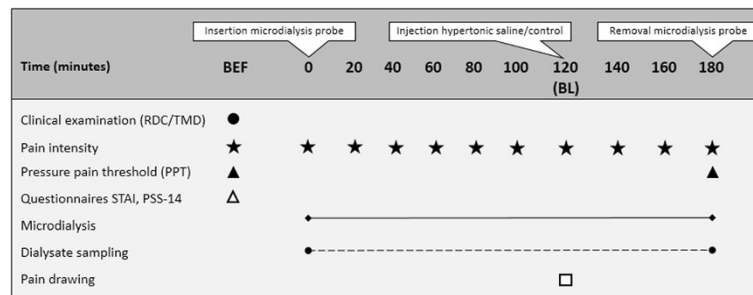 Insertion microdialysis probe
Injection hypertonic saline/control
Removal microdialysis probe
Time (minutes) BEF 0 20 40 60 80 100 120 140 160 180
(BL)
Clinical examination (RDC/TMD)
Pain intensity
Pressure pain threshold (PPT)
Questionnaires STAI, PSS-14
Microdialysis
Dialysate sampling
Pain drawing